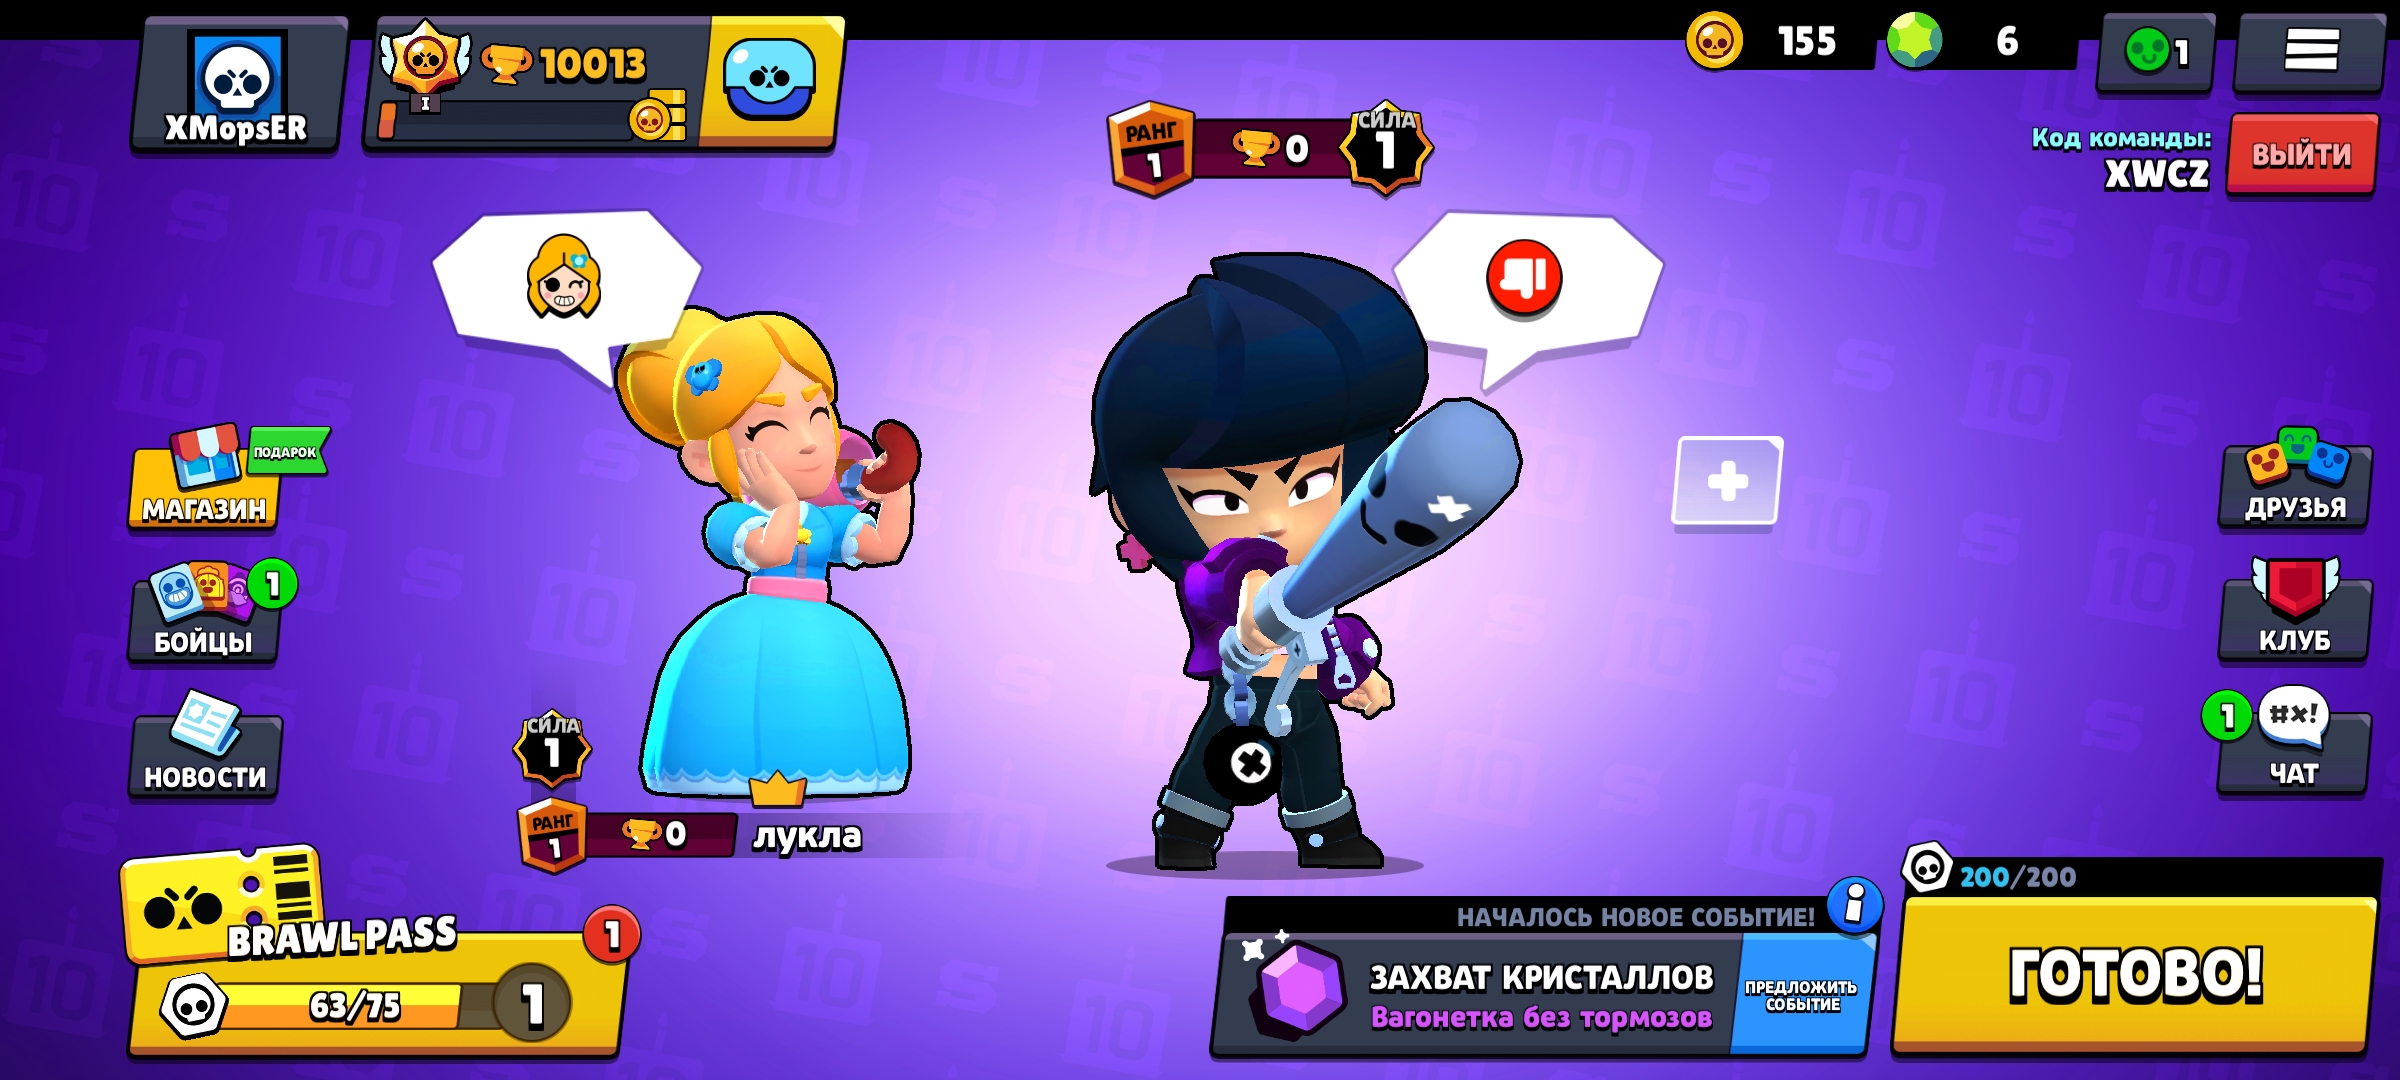 XMopsER
I
10013
155
6
1
РАНГ
1
0
СИЛА
1
Код команды:
XWCZ
ВЫЙТИ
ПОДАРОК
МАГАЗИН
БОЙЦЫ
1
НОВОСТИ
ДРУЗЬЯ
КЛУБ
1
#×!
ЧАТ
СИЛА
1
РАНГ
1
0
лукла
BRAWL PASS
1
63/75
1
НАЧАЛОСЬ НОВОЕ СОБЫТИЕ!
ЗАХВАТ КРИСТАЛЛОВ
Вагонетка без тормозов
ПРЕДЛОЖИТЬ
СОБЫТИЕ
200/200
ГОТОВО!